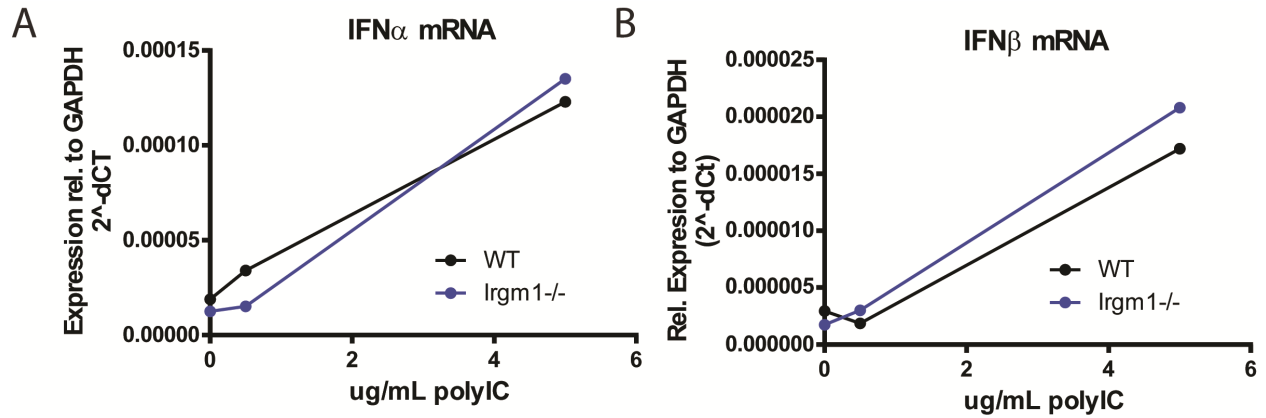 A
IFNα mRNA
Expression rel. to GAPDH
2^-dCT
0.00015
0.00010
0.00005
0.00000
0
2
4
6
ug/mL polyIC
WT
Irgm1-/-
B
IFNβ mRNA
Rel. Expresion to GAPDH
(2^-dCt)
0.000025
0.000020
0.000015
0.000010
0.000005
0.000000
0
2
4
6
ug/mL polyIC
WT
Irgm1-/-